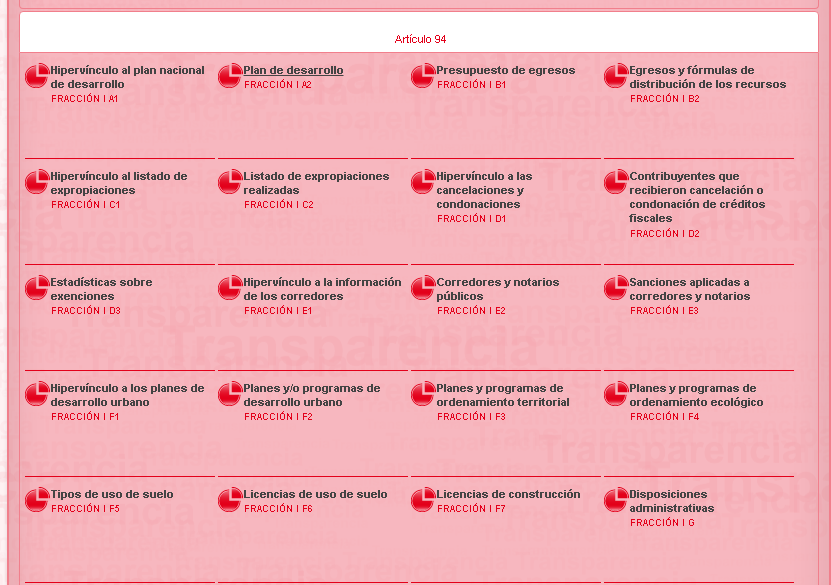 Artículo 94
Hipervínculo al plan nacional
de desarrollo
FRACCIÓN I A1
Plan de desarrollo
FRACCIÓN I A2
Presupuesto de egresos
FRACCIÓN I B1
Egresos y fórmulas de
distribución de los recursos
FRACCIÓN I B2
Hipervínculo al listado de
expropiaciones
FRACCIÓN I C1
Listado de expropiaciones
realizadas
FRACCIÓN I C2
Hipervínculo a las
cancelaciones y
condonaciones
FRACCIÓN I D1
Contribuyentes que
recibieron cancelación o
condonación de créditos
fiscales
FRACCIÓN I D2
Estadísticas sobre
exenciones
FRACCIÓN I D3
Hipervínculo a la información
de los corredores
FRACCIÓN I E1
Corredores y notarios
públicos
FRACCIÓN I E2
Sanciones aplicadas a
corredores y notarios
FRACCIÓN I E3
Hipervínculo a los planes de
desarrollo urbano
FRACCIÓN I F1
Planes y/o programas de
desarrollo urbano
FRACCIÓN I F2
Planes y programas de
ordenamiento territorial
FRACCIÓN I F3
Planes y programas de
ordenamiento ecológico
FRACCIÓN I F4
Tipos de uso de suelo
FRACCIÓN I F5
Licencias de uso de suelo
FRACCIÓN I F6
Licencias de construcción
FRACCIÓN I F7
Disposiciones
administrativas
FRACCIÓN I G